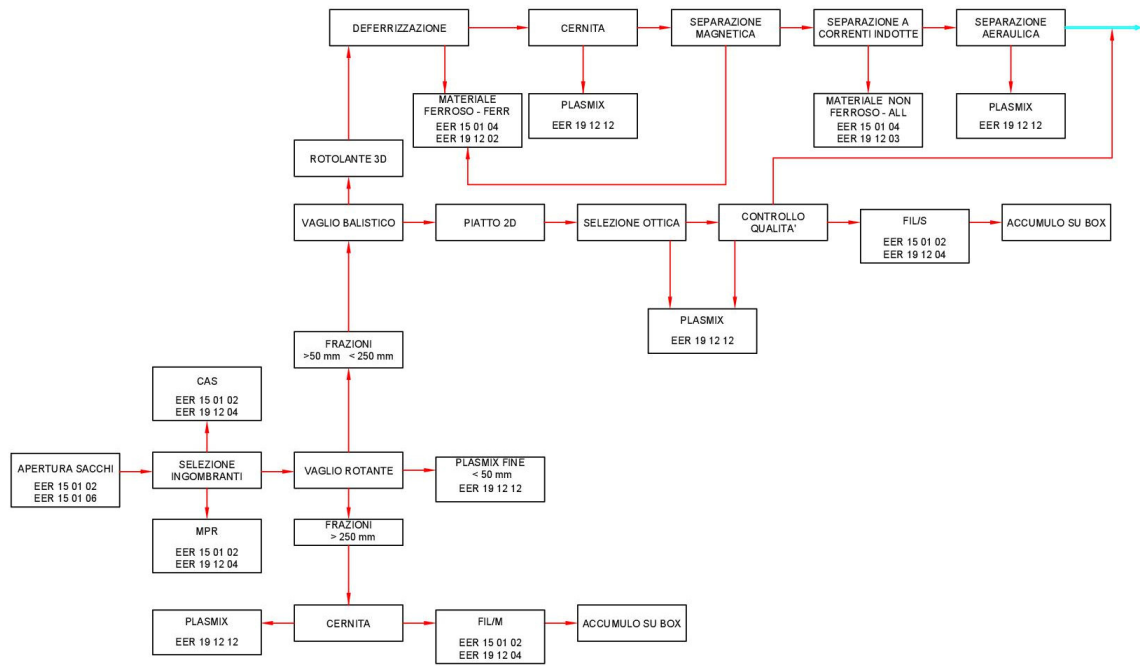 DEFERRIZZAZIONE
CERNITA
SEPARAZIONE
MAGNETICA
SEPARAZIONE A
CORRENTI INDOTTE
SEPARAZIONE
AERAULICA
MATERIALE
FERROSO - FERR
EER 15 01 04
EER 19 12 02
PLASMIX
EER 19 12 12
MATERIALE NON
FERROSO - ALL
EER 15 01 04
EER 19 12 03
PLASMIX
EER 19 12 12
ROTOLANTE 3D
VAGLIO BALISTICO
PIATTO 2D
SELEZIONE OTTICA
CONTROLLO
QUALITA'
FIL/S
EER 15 01 02
EER 19 12 04
ACCUMULO SU BOX
PLASMIX
EER 19 12 12
FRAZIONI
>50 mm < 250 mm
CAS
EER 15 01 02
EER 19 12 04
APERTURA SACCHI
EER 15 01 02
EER 15 01 06
SELEZIONE
INGOMBRANTI
VAGLIO ROTANTE
PLASMIX FINE
< 50 mm
EER 19 12 12
MPR
EER 15 01 02
EER 19 12 04
FRAZIONI
> 250 mm
PLASMIX
EER 19 12 12
CERNITA
FIL/M
EER 15 01 02
EER 19 12 04
ACCUMULO SU BOX